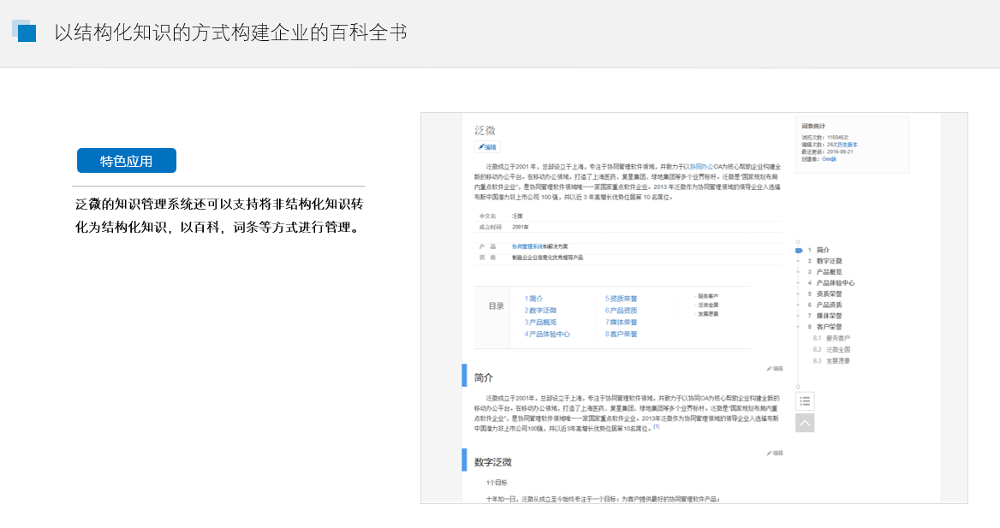 以结构化知识的方式构建企业的百科全书
特色应用
泛微的知识管理系统还可以支持将非结构化知识转
化为结构化知识，以百科，词条等方式进行管理。
泛微
编辑
泛微成立于2001 年，总部设立于上海，专注于协同管理软件领域，并致力于以协同办公OA为核心帮助企业构建全
新的移动办公平台。在移动办公领域，打造了上海医药、复星集团、绿地集团等多个业界标杆。泛微是“国家规划布局
内重点软件企业”，是协同管理软件领域唯一一家国家重点软件企业。2013 年泛微作为协同管理领域的领导企业入选福
布斯中国潜力非上市公司 100 强，并以近 3 年高增长优势位居第 10 名席位。
中文名 泛微
成立时间 2001年
产 品 协同管理系统和解决方案
资 质 制造业企业信息化优秀推荐产品
目录
1简介
2数字泛微
3产品概览
4产品体验中心
5资质荣誉
6产品资质
7媒体荣誉
8客户荣誉
· 服务客户
· 泛微全国
· 发展愿景
编辑
简介
泛微成立于2001年，总部设立于上海，专注于协同管理软件领域，并致力于以协同OA为核心帮助企业构建全新的
移动办公平台。在移动办公领域，打造了上海医药、复星集团、绿地集团等多个业界标杆。泛微是“国家规划布局内重
点软件企业”，是协同管理软件领域唯一一家国家重点软件企业。2013年泛微作为协同管理领域的领导企业入选福布斯
中国潜力非上市公司100强，并以近3年高增长优势位居第10名席位。[1]
编辑
数字泛微
1个目标
十年如一日，泛微从成立至今始终专注于一个目标：为客户提供最好的协同管理软件产品；
词条统计
浏览次数：115046次
编辑次数：26次历史版本
最近更新：2016-09-21
创建者：
1 简介
2 数字泛微
3 产品概览
4 产品体验中心
5 资质荣誉
6 产品资质
7 媒体荣誉
8 客户荣誉
8.1 服务客户
8.2 泛微全国
8.3 发展愿景